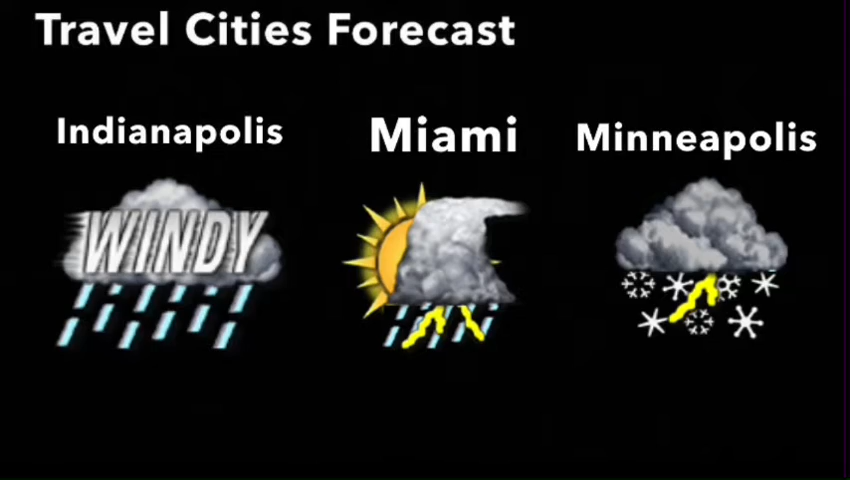 Travel Cities Forecast
Indianapolis
Miami
Minneapolis
WINDY